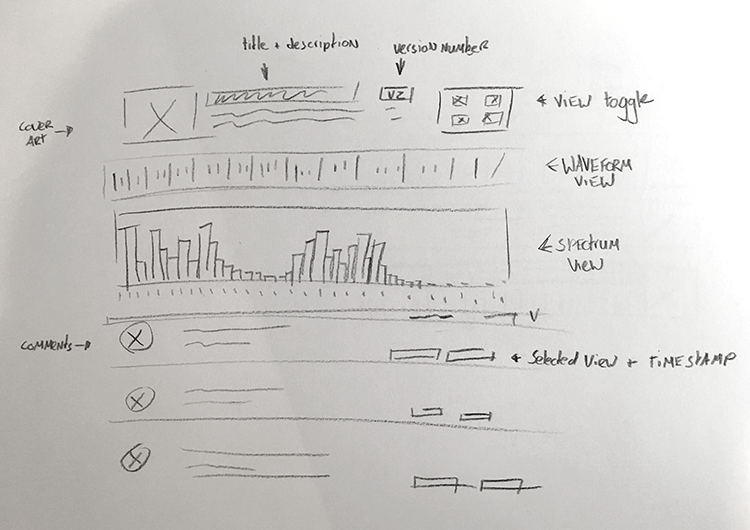 title + description
version number
V2
VIEW toggle
COVER
ART
WAVEFORM
VIEW
SPECTRUM
View
V
COMMENTS
Selected View + TIMESTAMP